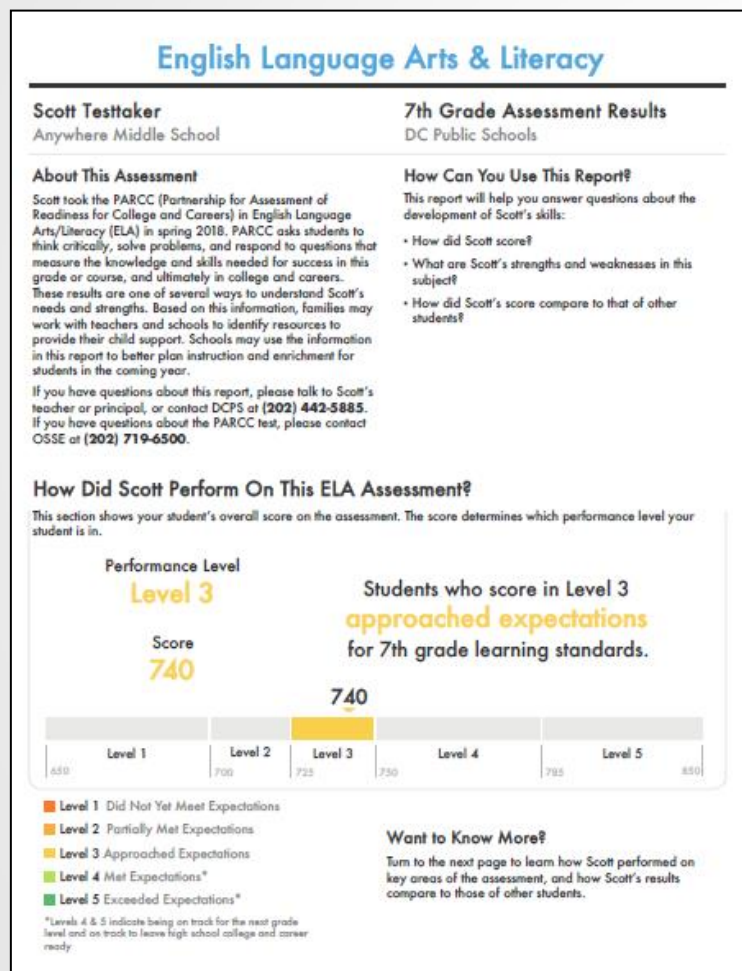 English Language Arts & Literacy
Scott Testtaker
Anywhere Middle School
7th Grade Assessment Results
DC Public Schools
About This Assessment
Scott took the PARCC (Partnership for Assessment of
Readiness for College and Careers) in English Language
Arts/Literacy (ELA) in spring 2018. PARCC asks students to
think critically, solve problems, and respond to questions that
measure the knowledge and skills needed for success in this
grade or course, and ultimately in college and careers.
These results are one of several ways to understand Scott's
needs and strengths. Based on this information, families may
work with teachers and schools to identify resources to
provide their child support. Schools may use the information
in this report to better plan instruction and enrichment for
students in the coming year.
If you have questions about this report, please talk to Scott's
teacher or principal, or contact DCPS at (202) 442-5885.
If you have questions about the PARCC test, please contact
OSSE at (202) 719-6500.
How Can You Use This Report?
This report will help you answer questions about the
development of Scott's skills:
• How did Scott score?
• What are Scott's strengths and weaknesses in this
subject?
• How did Scott's score compare to that of other
students?
How Did Scott Perform On This ELA Assessment?
This section shows your student's overall score on the assessment. The score determines which performance level your
student is in.
Performance Level
Level 3
Score
740
Students who score in Level 3
approached expectations
for 7th grade learning standards.
740
Level 1 Level 2 Level 3 Level 4 Level 5
650 700 725 750 785 850
Level 1 Did Not Yet Meet Expectations
Level 2 Partially Met Expectations
Level 3 Approached Expectations
Level 4 Met Expectations*
Level 5 Exceeded Expectations*
*Levels 4 & 5 indicate being on track for the next grade
level and on track to leave high school college and career
ready
Want to Know More?
Turn to the next page to learn how Scott performed on
key areas of the assessment, and how Scott's results
compare to those of other students.